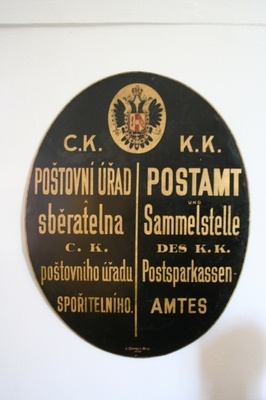 C.K.
POŠTOVNÍ ÚŘAD
a
sběratelna
C. K.
poštovního úřadu
SPOŘITELNÍHO.
K.K.
POSTAMT
UND
Sammelstelle
DES K.K.
Postsparkassen-
AMTES